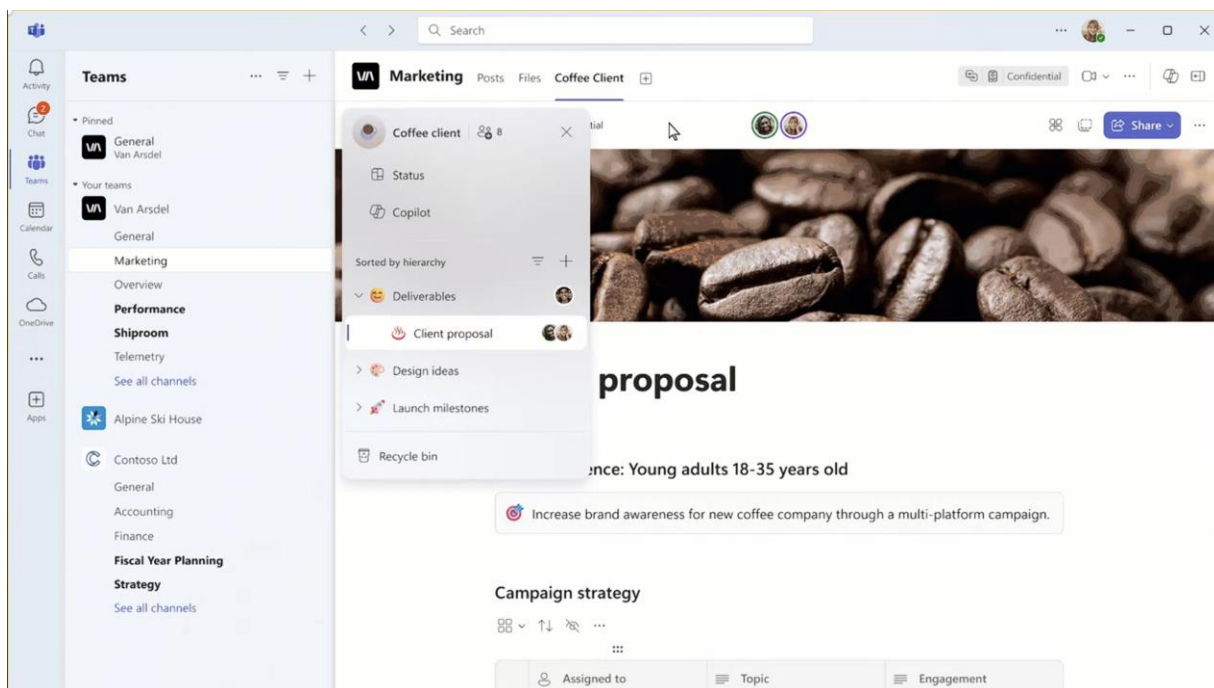 Search
Activity
Chat
2
Teams
Calendar
Calls
OneDrive
Apps
Teams
Pinned
General
Van Arsdel
Your teams
Van Arsdel
General
Marketing
Overview
Performance
Shiproom
Telemetry
See all channels
Alpine Ski House
Contoso Ltd
General
Accounting
Finance
Fiscal Year Planning
Strategy
See all channels
VA Marketing Posts Files Coffee Client
Confidential
Coffee client 8
tial
Share
Status
Copilot
Sorted by hierarchy
Deliverables
Client proposal
Design ideas
Launch milestones
Recycle bin
proposal
ence: Young adults 18-35 years old
Increase brand awareness for new coffee company through a multi-platform campaign.
Campaign strategy
Assigned to Topic Engagement